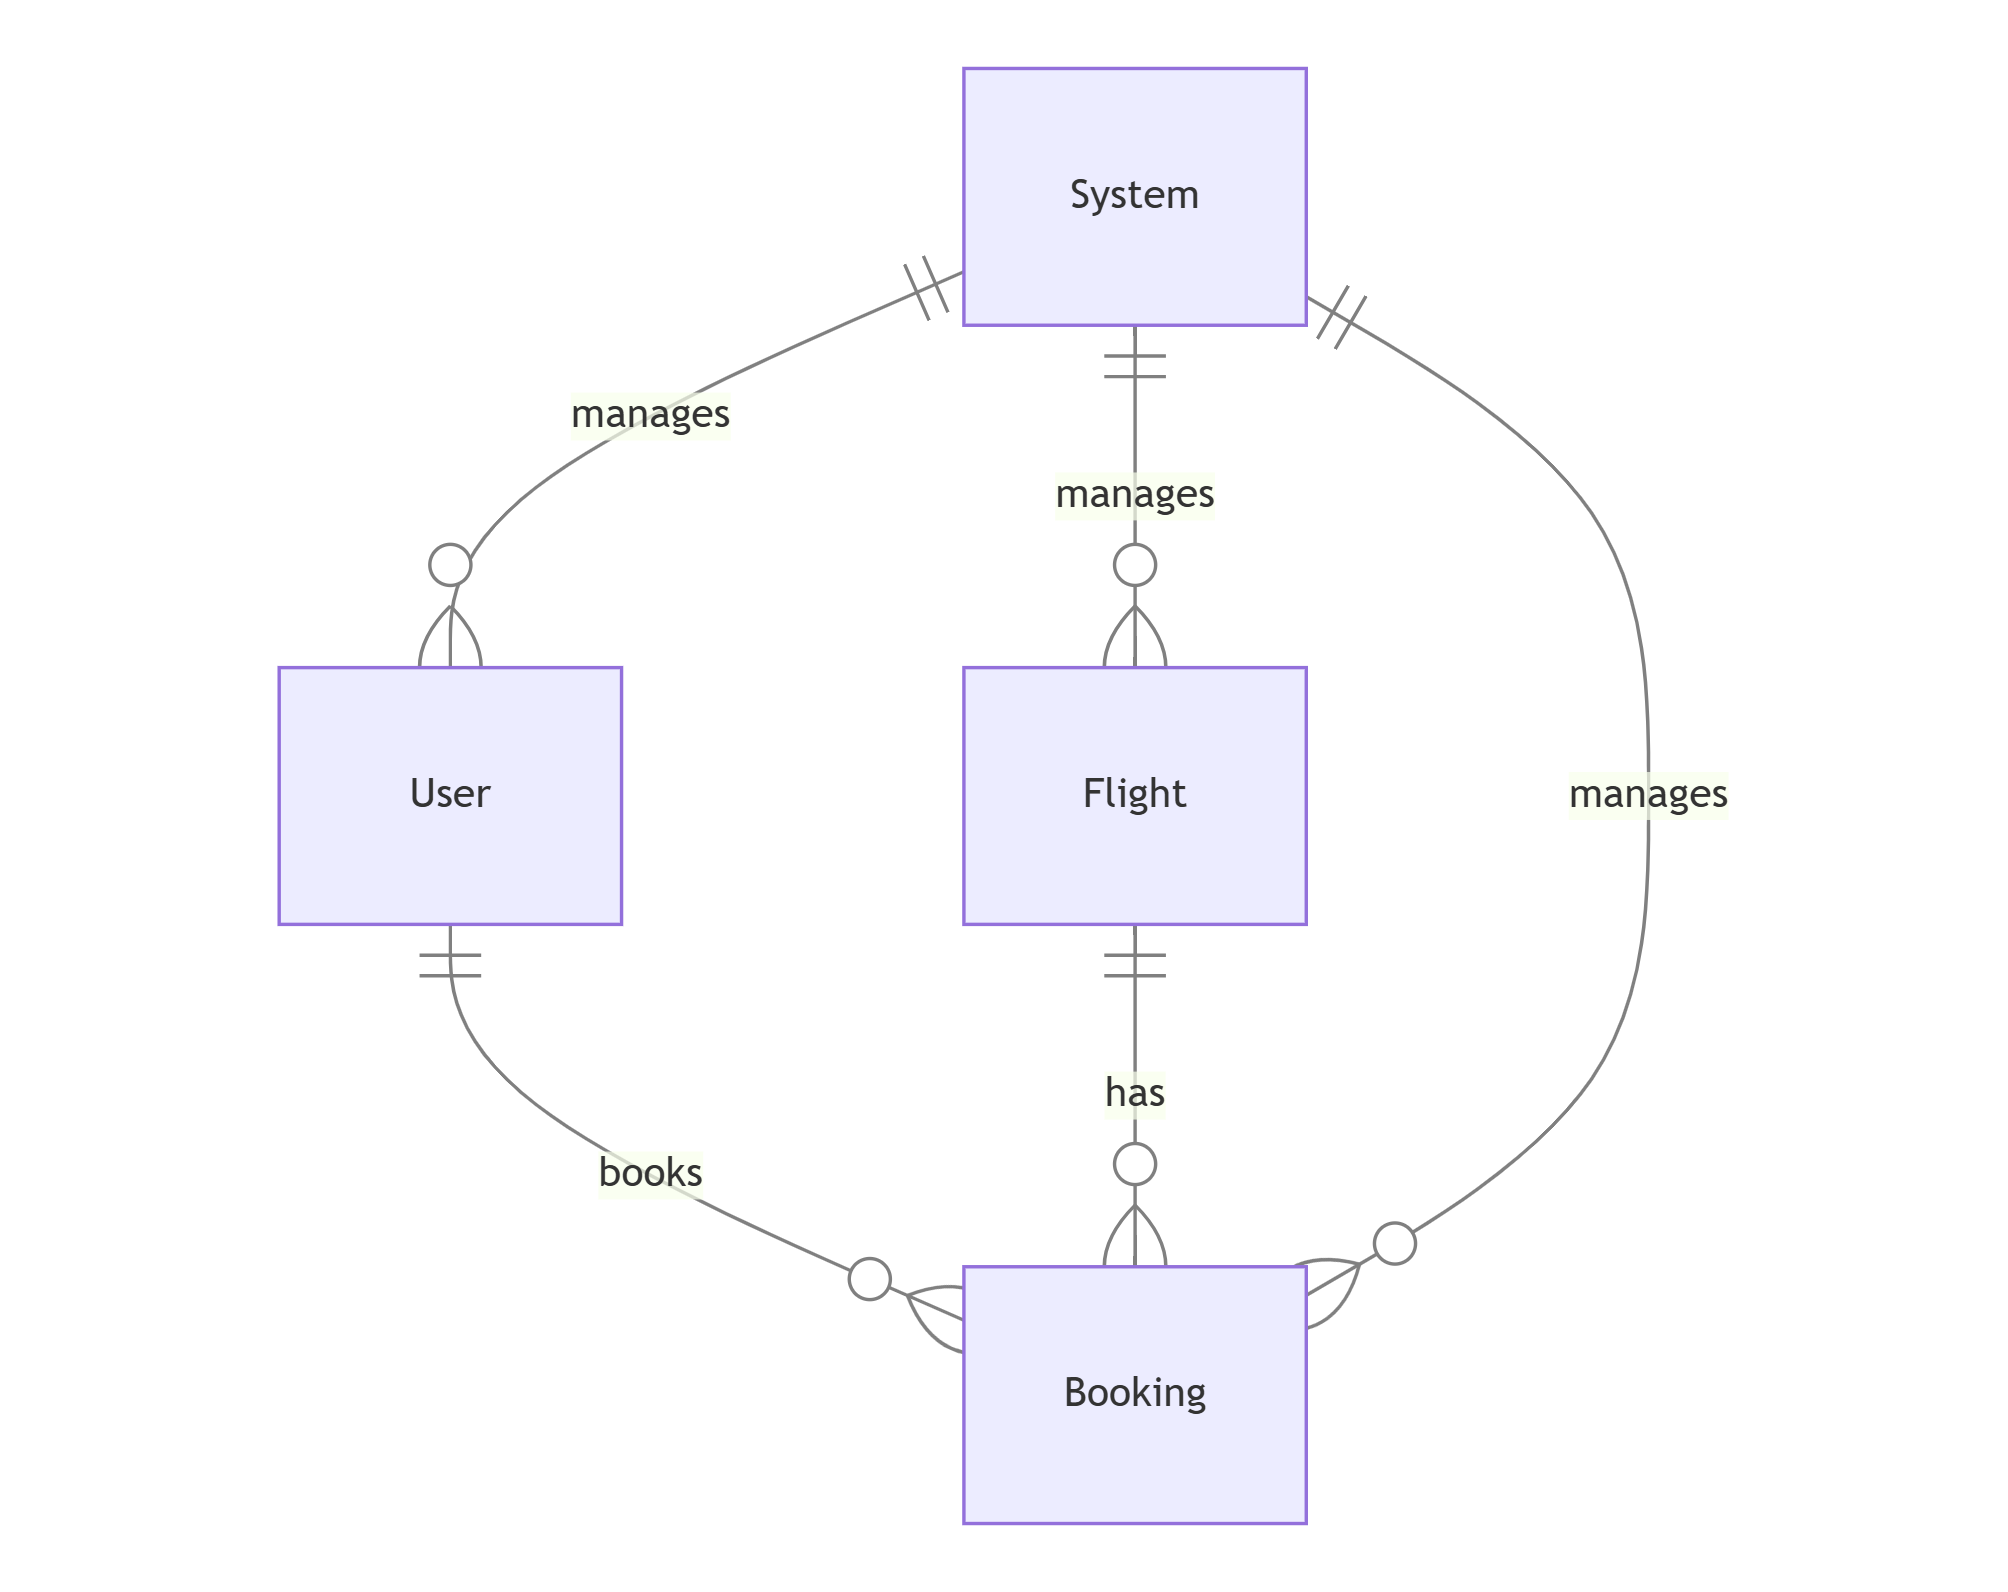 System
manages
manages
User
Flight
manages
has
books
Booking